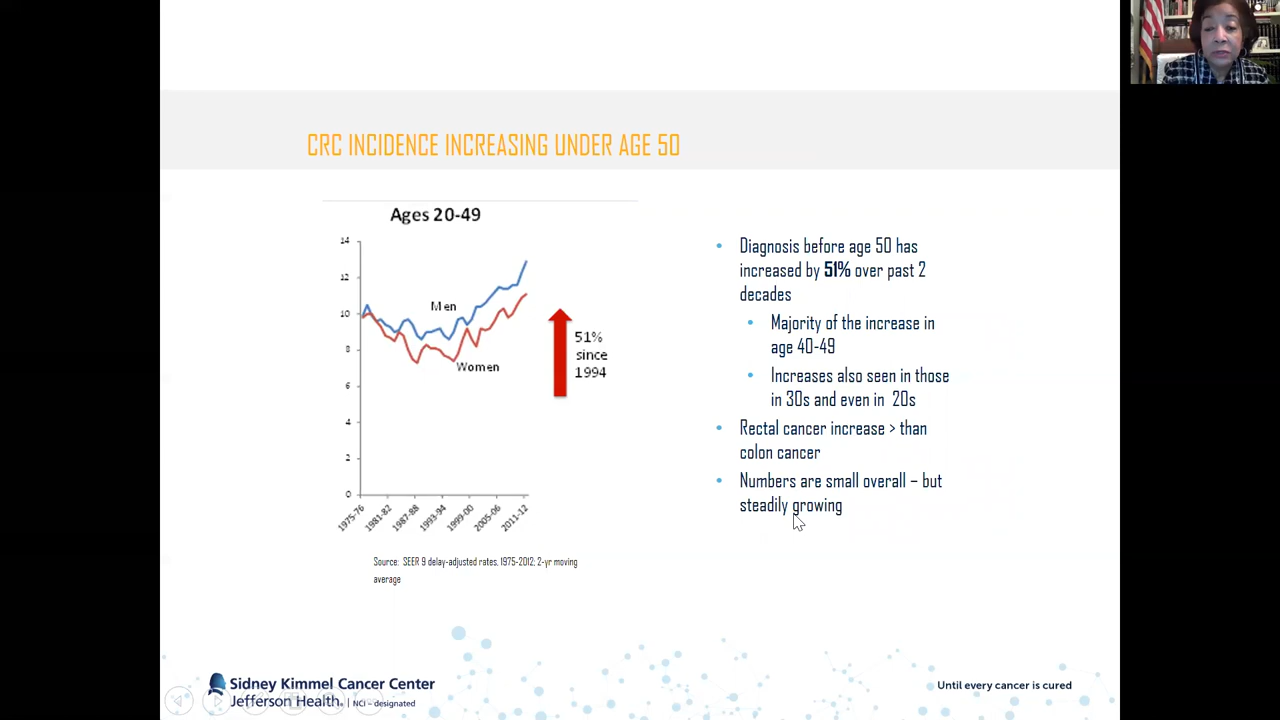 CRC INCIDENCE INCREASING UNDER AGE 50
Ages 20-49
14
12
10
8
6
4
2
0
Men
Women
1975-76
1981-82
1987-88
1993-94
1999-00
2005-06
2011-12
51%
since
1994
Source: SEER 9 delay-adjusted rates, 1975-2012; 2-yr moving
average
• Diagnosis before age 50 has
increased by 51% over past 2
decades
• Majority of the increase in
age 40-49
• Increases also seen in those
in 30s and even in 20s
• Rectal cancer increase > than
colon cancer
• Numbers are small overall – but
steadily growing
Sidney Kimmel Cancer Center
Jefferson Health. | NCI – designated
Until every cancer is cured